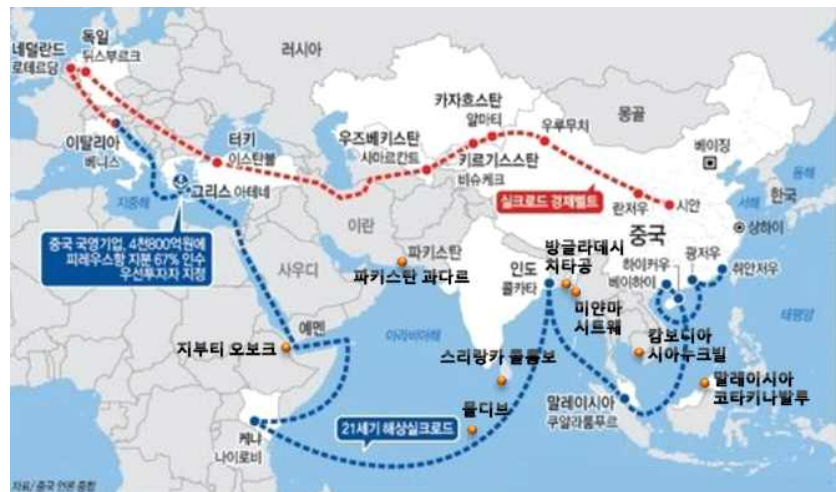 네덜란드
로테르담
독일
뒤스부르크
러시아
카자흐스탄
알마티
몽골
우루무치
이탈리아
베니스
터키
이스탄불
우즈베키스탄
사마르칸트
키르기스스탄
비슈케크
베이징
동해
지중해
그리스 아테네
실크로드 경제벨트
란저우
시안
서해
한국
이란
상하이
중국 국영기업, 4천800억원에
피레우스항 지분 67% 인수
우선투자자 지정
사우디
파키스탄
파키스탄 과다르
인도
콜카타
방글라데시
치타공
중국
하이커우
베이하이
광저우
취안저우
미얀마
시트웨
태평양
예멘
아라비아해
지부티 오보크
스리랑카 콜롬보
캄보디아
시아누크빌
몰디브
말레이시아
쿠알라룸푸르
말레이시아
코타키나발루
케냐
나이로비
21세기 해상실크로드
인도양
자료/ 중국 언론 종합